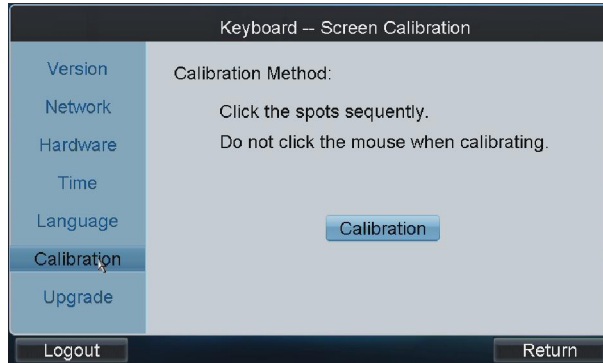 Keyboard -- Screen Calibration
Version
Network
Hardware
Time
Language
Calibration
Upgrade
Calibration Method:
Click the spots sequently.
Do not click the mouse when calibrating.
Calibration
Logout
Return